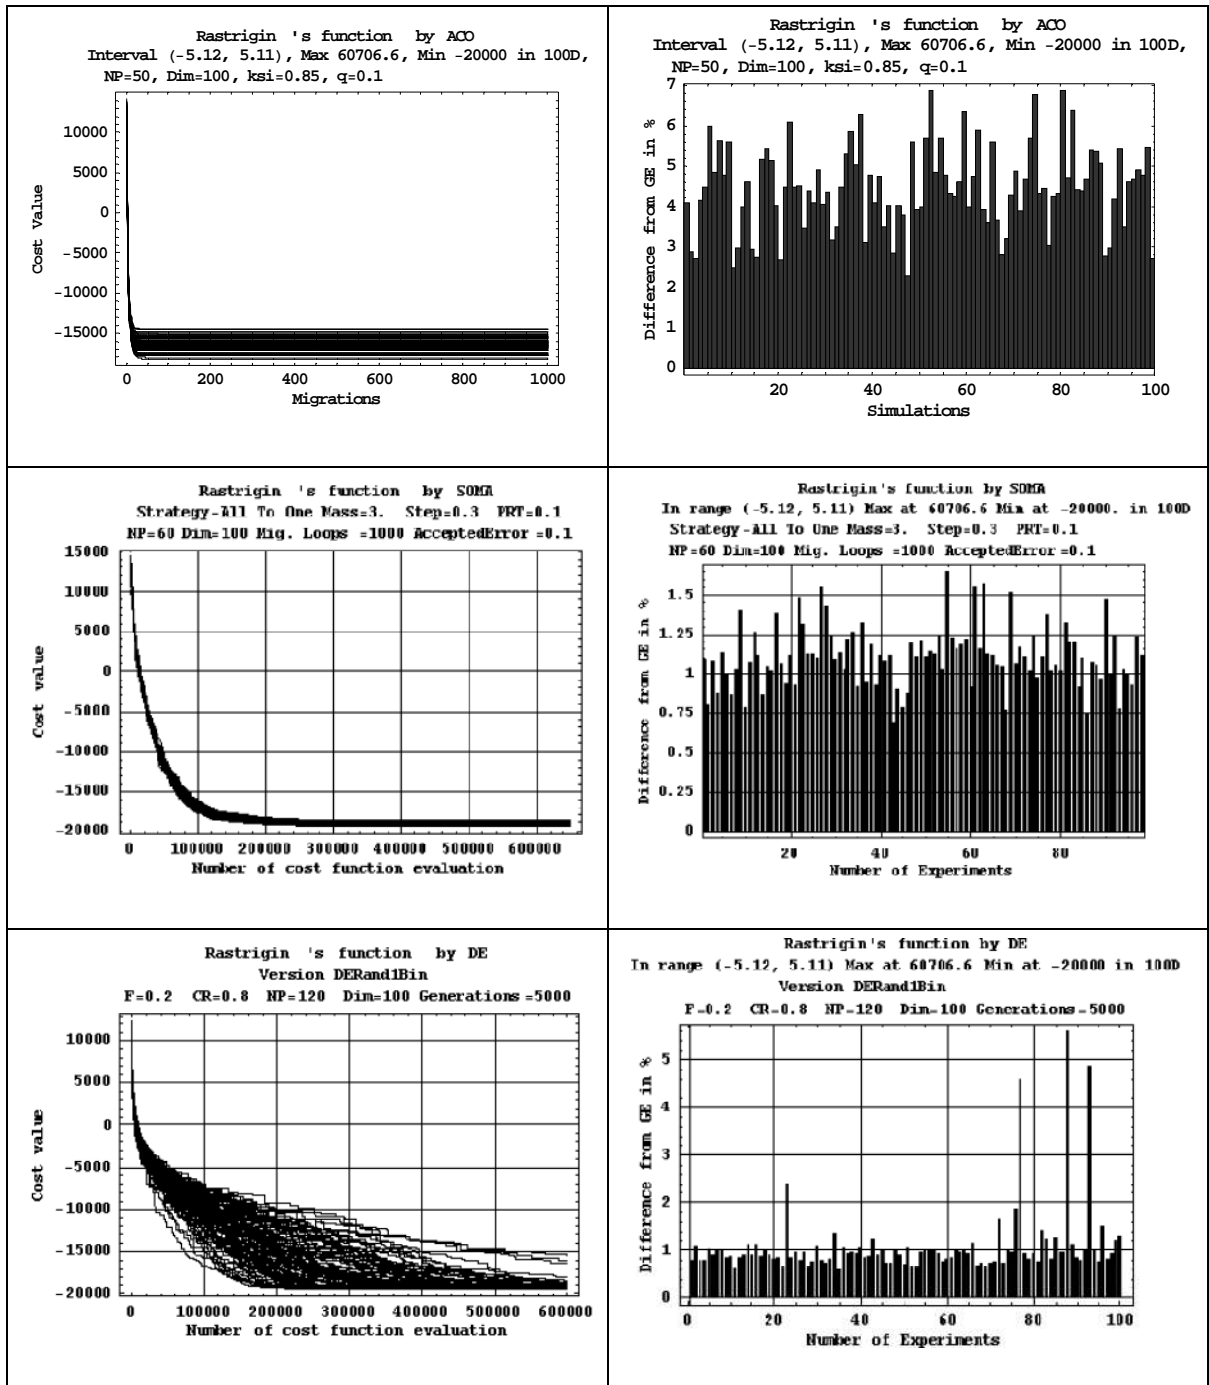 Rastrigin 's function by ACO
Interval (-5.12, 5.11), Max 60706.6, Min -20000 in 100D,
NP=50, Dim=100, ksi=0.85, q=0.1
10000
5000
0
-5000
-10000
-15000
Cost Value
0 200 400 600 800 1000
Migrations
Rastrigin 's function by ACO
Interval (-5.12, 5.11), Max 60706.6, Min -20000 in 100D,
NP=50, Dim=100, ksi=0.85, q=0.1
7
6
5
4
3
2
1
0
Difference from GE in %
20 40 60 80 100
Simulations
Rastrigin 's function by SOMA
Strategy-All To One Mass=3. Step=0.3 PRT=0.1
NP=60 Dim=100 Mig. Loops =1000 AcceptedError =0.1
15000
10000
5000
0
-5000
-10000
-15000
-20000
Cost value
0 100000 200000 300000 400000 500000 600000
Number of cost function evaluation
Rastrigin's function by SOMA
In range (-5.12, 5.11) Max at 60706.6 Min at -20000. in 100D
Strategy-All To One Mass=3. Step=0.3 PRT=0.1
NP=60 Dim=100 Mig. Loops =1000 AcceptedError =0.1
1.5
1.25
1
0.75
0.5
0.25
0
Difference from GE in %
20 40 60 80
Number of Experiments
Rastrigin 's function by DE
Version DERand1Bin
F=0.2 CR=0.8 NP=120 Dim=100 Generations =5000
10000
5000
0
-5000
-10000
-15000
-20000
Cost value
0 100000 200000 300000 400000 500000 600000
Number of cost function evaluation
Rastrigin's function by DE
In range (-5.12, 5.11) Max at 60706.6 Min at -20000 in 100D
Version DERand1Bin
F=0.2 CR=0.8 NP=120 Dim=100 Generations =5000
5
4
3
2
1
0
Difference from GE in %
0 20 40 60 80 100
Number of Experiments